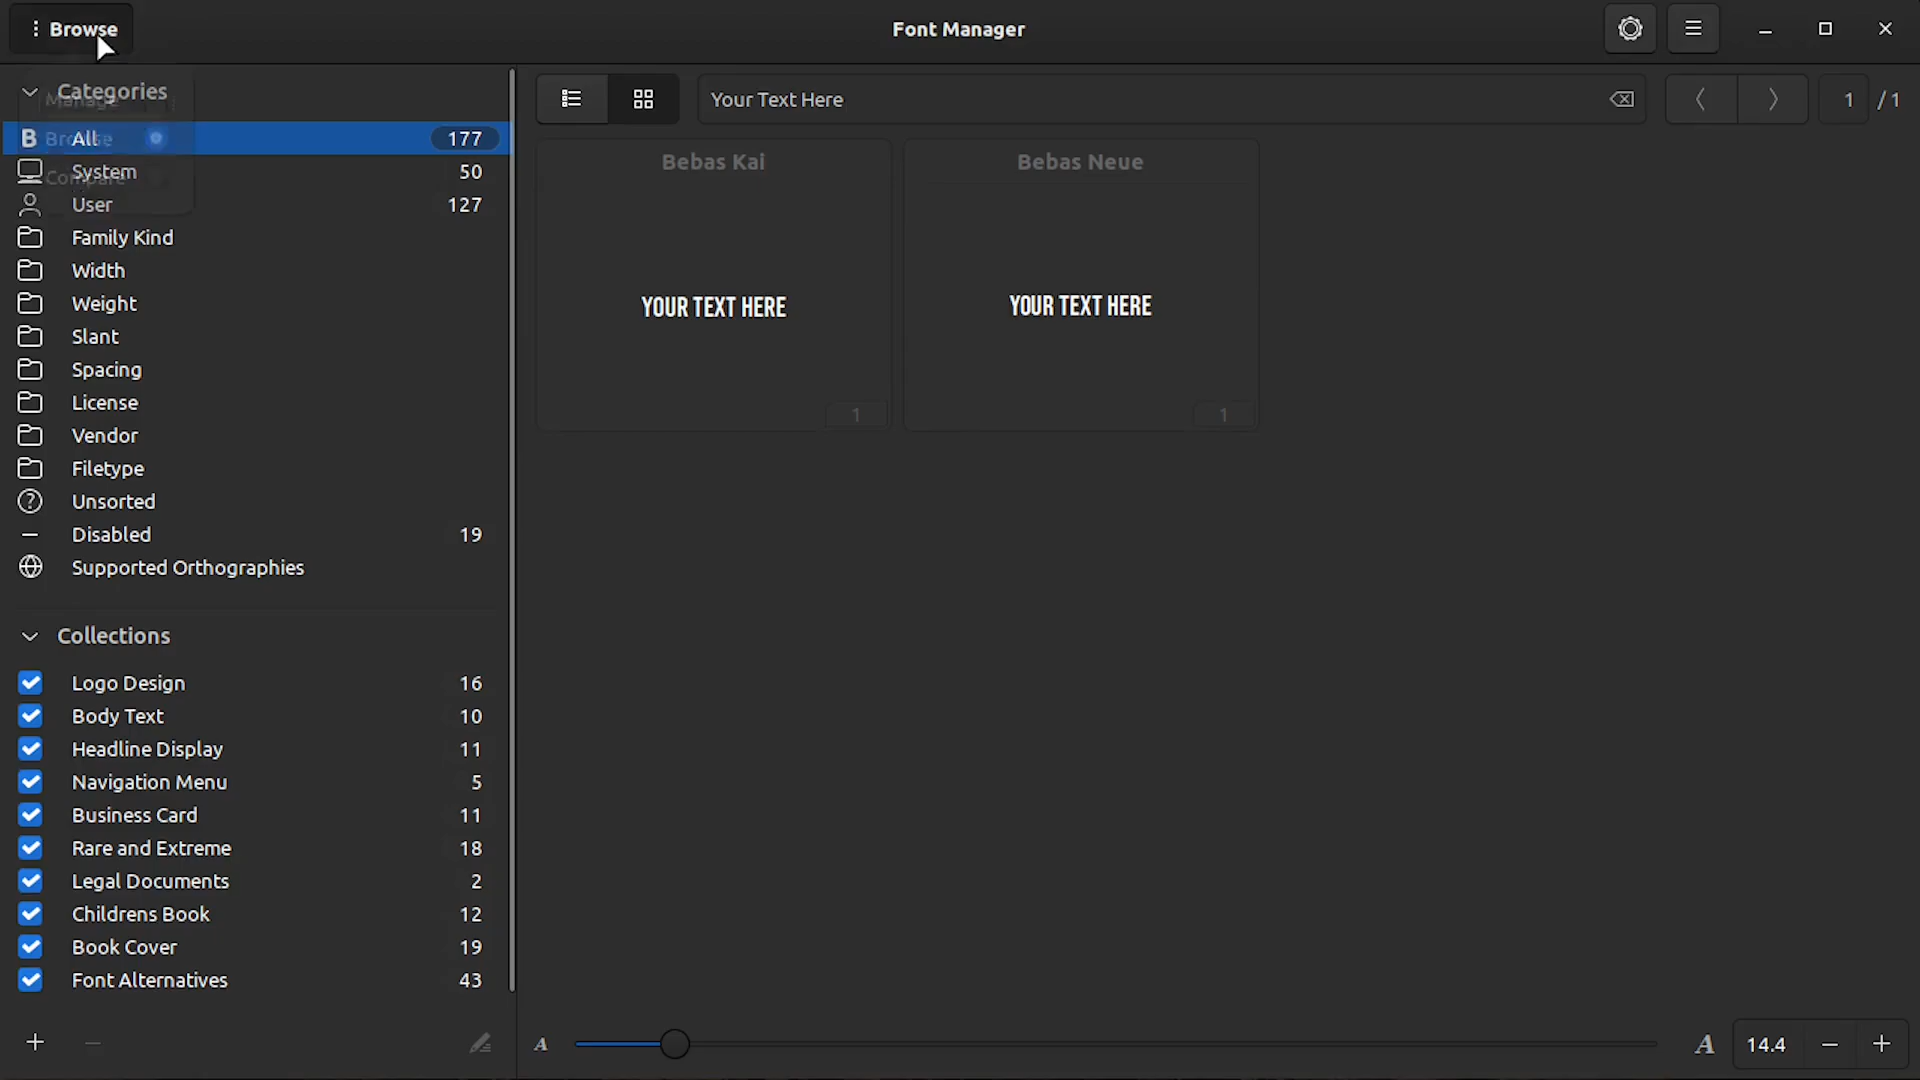 Browse
Font Manager
Categories
Manage
Browse
Compare
All 177
System 50
User 127
Family Kind
Width
Weight
Slant
Spacing
License
Vendor
Filetype
Unsorted
Disabled 19
Supported Orthographies
Collections
Logo Design 16
Body Text 10
Headline Display 11
Navigation Menu 5
Business Card 11
Rare and Extreme 18
Legal Documents 2
Childrens Book 12
Book Cover 19
Font Alternatives 43
Your Text Here
1 / 1
Bebas Kai
YOUR TEXT HERE
1
Bebas Neue
YOUR TEXT HERE
1
A
A
14.4